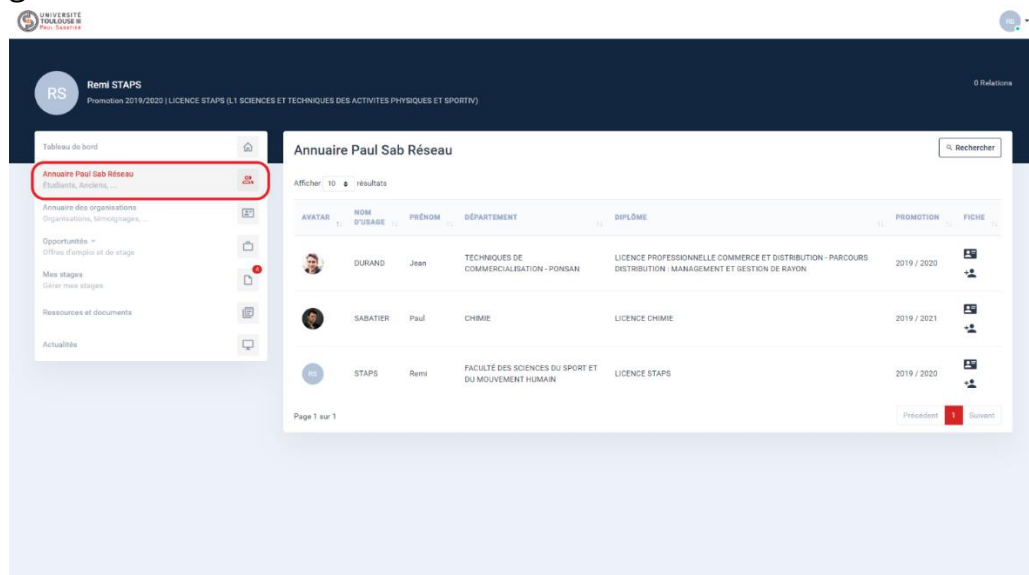 g
UNIVERSITÉ
TOULOUSE III
Paul Sabatier
RS
RS
Remi STAPS
Promotion 2019/2020 | LICENCE STAPS (L1 SCIENCES ET TECHNIQUES DES ACTIVITES PHYSIQUES ET SPORTIV)
0 Relations
Tableau de bord
Annuaire Paul Sab Réseau
Étudiants, Anciens, ...
Annuaire des organisations
Organisations, témoignages, ...
Opportunités
Offres d'emploi et de stage
Mes stages
Gérer mes stages
4
Ressources et documents
Actualités
Annuaire Paul Sab Réseau
Rechercher
Afficher 10 résultats
AVATAR NOM D'USAGE PRÉNOM DÉPARTEMENT DIPLÔME PROMOTION FICHE
DURAND Jean TECHNIQUES DE COMMERCIALISATION - PONSAN LICENCE PROFESSIONNELLE COMMERCE ET DISTRIBUTION - PARCOURS DISTRIBUTION : MANAGEMENT ET GESTION DE RAYON 2019 / 2020
SABATIER Paul CHIMIE LICENCE CHIMIE 2019 / 2021
RS STAPS Remi FACULTÉ DES SCIENCES DU SPORT ET DU MOUVEMENT HUMAIN LICENCE STAPS 2019 / 2020
Page 1 sur 1
Précédent 1 Suivant